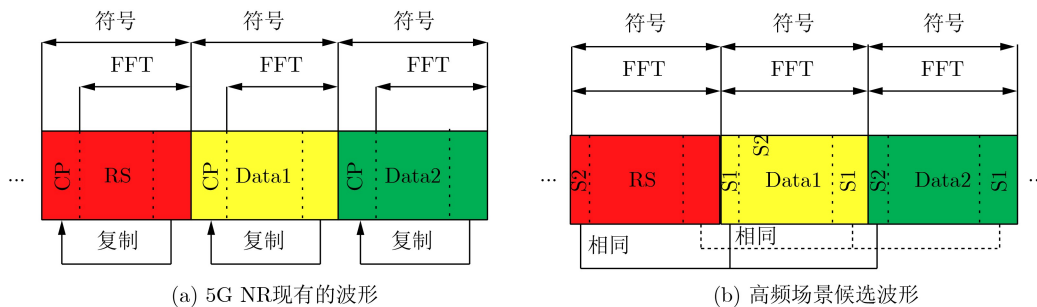 符号 符号 符号
FFT FFT FFT
... CP RS CP Data1 CP Data2
复制 复制 复制
(a) 5G NR现有的波形
符号 符号 符号
FFT FFT FFT
... S2 RS S1 Data1 S2 S1 S2 Data2 S1 ...
相同 相同
(b) 高频场景候选波形